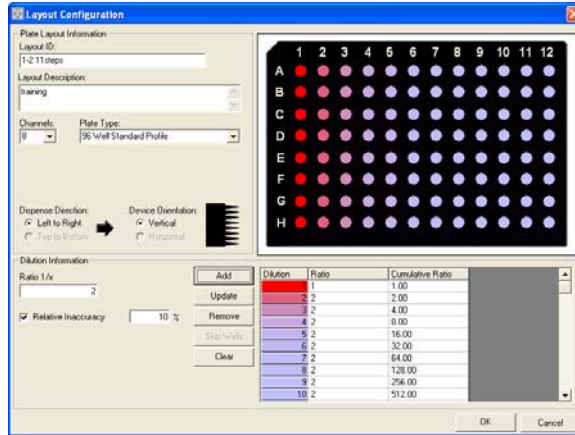 Layout Configuration
Plate Layout Information
Layout ID:
1-2 11steps
Layout Description:
training
Channels:
Plate Type:
8
96 Well Standard Profile
Dispense Direction:
Left to Right
Top to Bottom
Device Orientation:
Vertical
Horizontal
1 2 3 4 5 6 7 8 9 10 11 12
A
B
C
D
E
F
G
H
Dilution Information
Ratio 1/x
2
Relative Inaccuracy 10 %
Add
Update
Remove
Skip Wells
Clear
Dilution Ratio Cumulative Ratio
1 1 1.00
2 2 2.00
3 2 4.00
4 2 8.00
5 2 16.00
6 2 32.00
7 2 64.00
8 2 128.00
9 2 256.00
10 2 512.00
OK Cancel